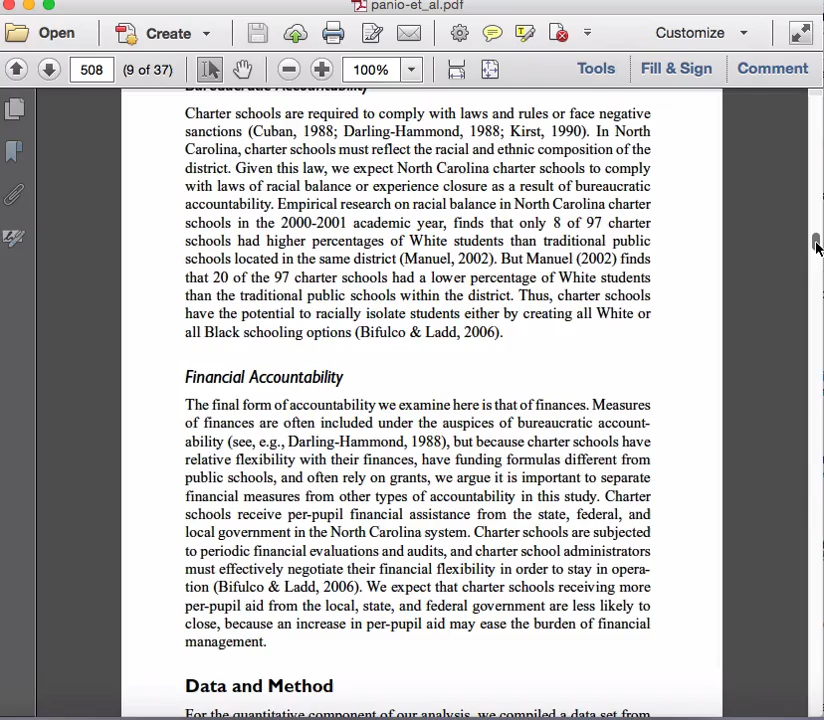 panio-et_al.pdf
Open
Create
Customize
508
(9 of 37)
100%
Tools
Fill & Sign
Comment
Bureaucratic Accountability
Charter schools are required to comply with laws and rules or face negative
sanctions (Cuban, 1988; Darling-Hammond, 1988; Kirst, 1990). In North
Carolina, charter schools must reflect the racial and ethnic composition of the
district. Given this law, we expect North Carolina charter schools to comply
with laws of racial balance or experience closure as a result of bureaucratic
accountability. Empirical research on racial balance in North Carolina charter
schools in the 2000-2001 academic year, finds that only 8 of 97 charter
schools had higher percentages of White students than traditional public
schools located in the same district (Manuel, 2002). But Manuel (2002) finds
that 20 of the 97 charter schools had a lower percentage of White students
than the traditional public schools within the district. Thus, charter schools
have the potential to racially isolate students either by creating all White or
all Black schooling options (Bifulco & Ladd, 2006).
Financial Accountability
The final form of accountability we examine here is that of finances. Measures
of finances are often included under the auspices of bureaucratic account-
ability (see, e.g., Darling-Hammond, 1988), but because charter schools have
relative flexibility with their finances, have funding formulas different from
public schools, and often rely on grants, we argue it is important to separate
financial measures from other types of accountability in this study. Charter
schools receive per-pupil financial assistance from the state, federal, and
local government in the North Carolina system. Charter schools are subjected
to periodic financial evaluations and audits, and charter school administrators
must effectively negotiate their financial flexibility in order to stay in opera-
tion (Bifulco & Ladd, 2006). We expect that charter schools receiving more
per-pupil aid from the local, state, and federal government are less likely to
close, because an increase in per-pupil aid may ease the burden of financial
management.
Data and Method
For the quantitative component of our analysis, we compiled a data set from